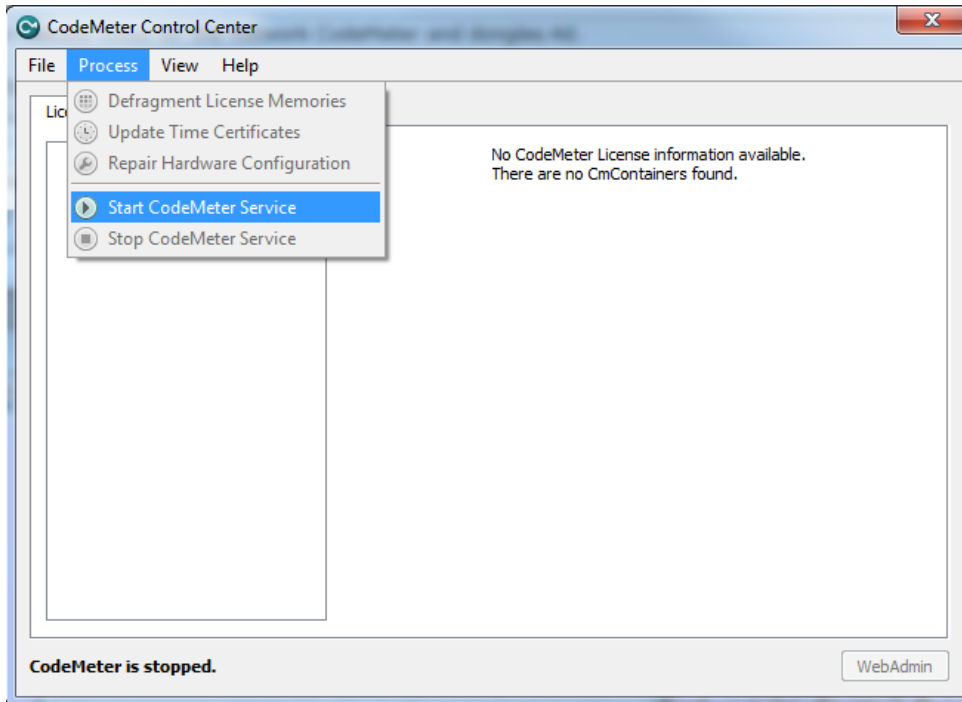 CodeMeter Control Center
File Process View Help
Lic
Defragment License Memories
Update Time Certificates
Repair Hardware Configuration
Start CodeMeter Service
Stop CodeMeter Service
No CodeMeter License information available.
There are no CmContainers found.
CodeMeter is stopped.
WebAdmin